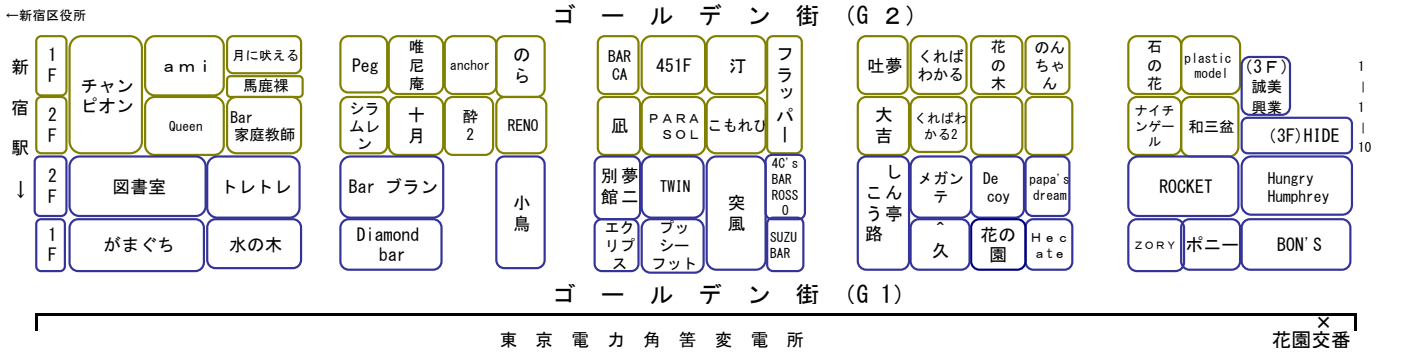 ←新宿区役所
ゴールデン街(G2)
新宿駅↓
1F
2F
2F
1F
チャンピオン
ami
月に吠える
馬鹿裸
Queen
Bar
家庭教師
図書室
トレトレ
がまぐち
水の木
Peg
唯尼庵
anchor
のら
シラムレン
十月
酔2
RENO
Bar ブラン
小鳥
Diamond
bar
BAR
CA
451F
汀
フラッパー
凪
PARA
SOL
こもれび
別館
夢二
TWIN
突風
4C's
BAR
ROSS
O
エクリプス
プッシーフット
SUZU
BAR
吐夢
くれば
わかる
花の木
のんちゃん
大吉
くればわ
かる2
しん亭
こう路
メガンテ
De
coy
papa's
dream
^
久
花の園
Hec
ate
石の花
plastic
model
(3F)
誠美
興業
ナイチンゲール
和三盆
(3F)HIDE
ROCKET
Hungry
Humphrey
ZORY
ポニー
BON'S
1
|
1
|
10
ゴールデン街(G1)
東京電力角筈変電所
×
花園交番